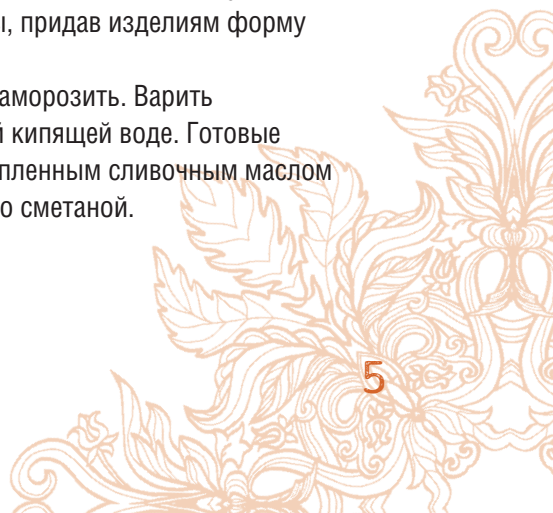 ы, придав изделиям форму
аморозить. Варить
й кипящей воде. Готовые
пленным сливочным маслом
о сметаной.
5